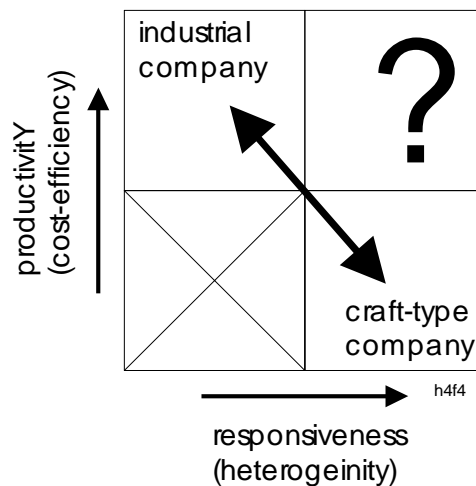 industrial
company
?
productivitY
(cost-efficiency)
craft-type
company
h4f4
responsiveness
(heterogeinity)